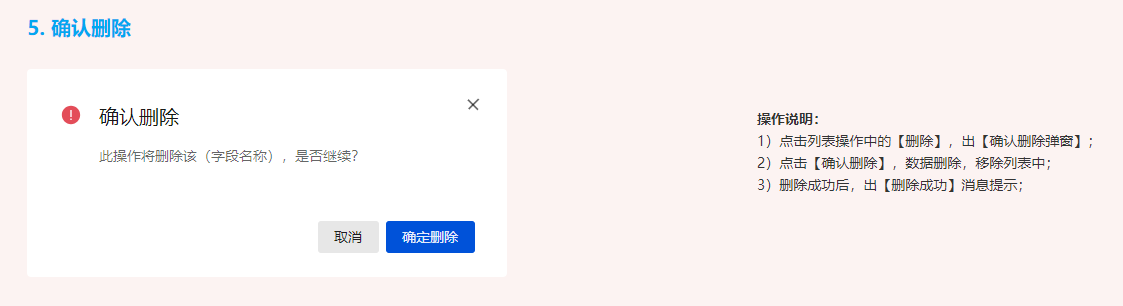 5. 确认删除
确认删除
此操作将删除该（字段名称），是否继续？
取消
确定删除
操作说明：
1）点击列表操作中的【删除】，出【确认删除弹窗】；
2）点击【确认删除】，数据删除，移除列表中；
3）删除成功后，出【删除成功】消息提示；